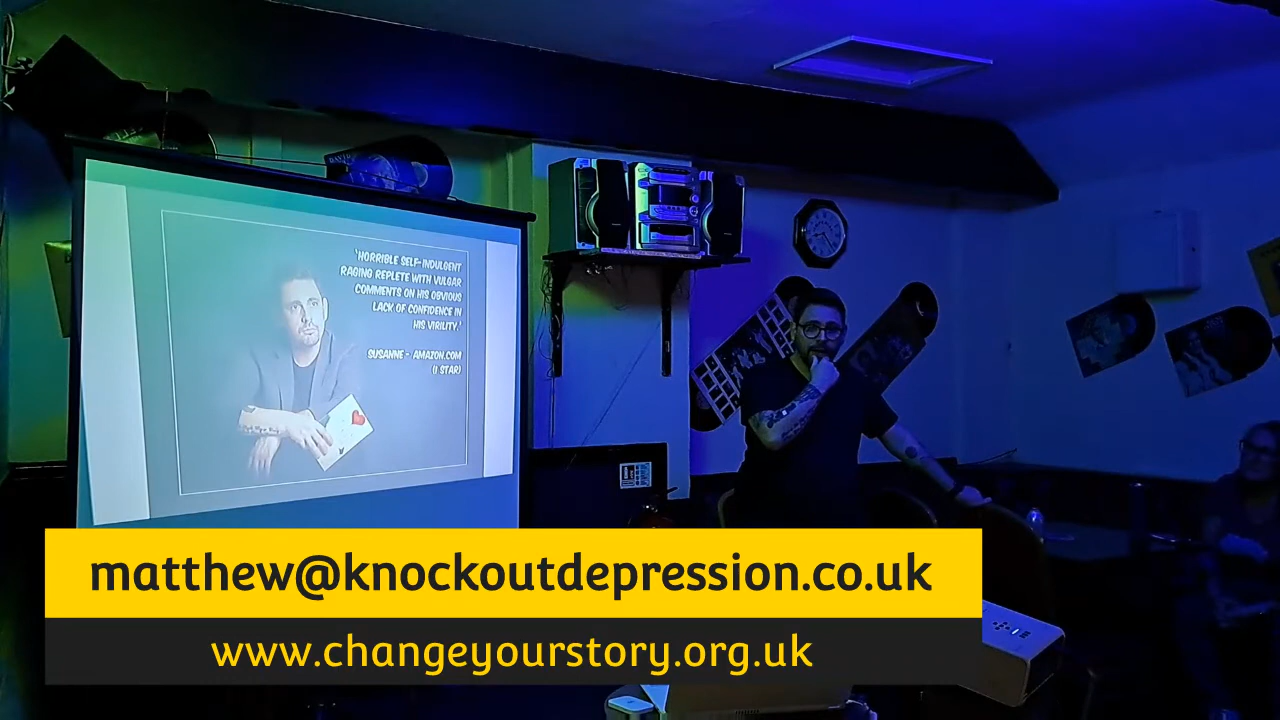 'HORRIBLE SELF-INDULGENT
RAGING REPLETE WITH VULGAR
COMMENTS ON HIS OBVIOUS
LACK OF CONFIDENCE IN
HIS VIRILITY.'
SUSANNE - AMAZON.COM
(1 STAR)
matthew@knockoutdepression.co.uk
www.changeyourstory.org.uk